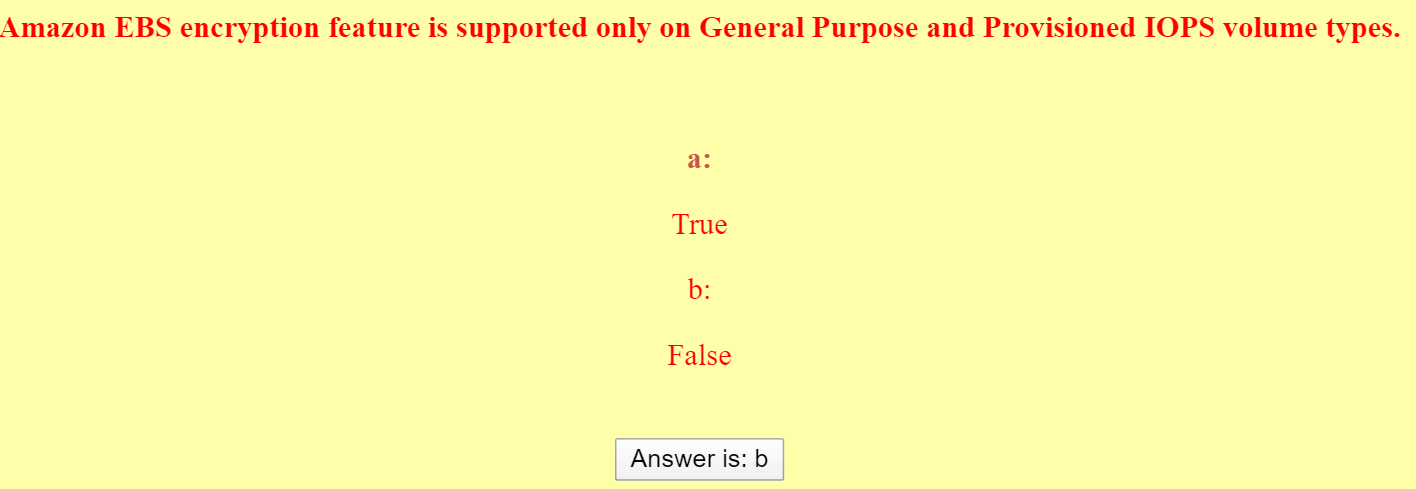 Amazon EBS encryption feature is supported only on General Purpose and Provisioned IOPS volume types.
a:
True
b:
False
Answer is: b